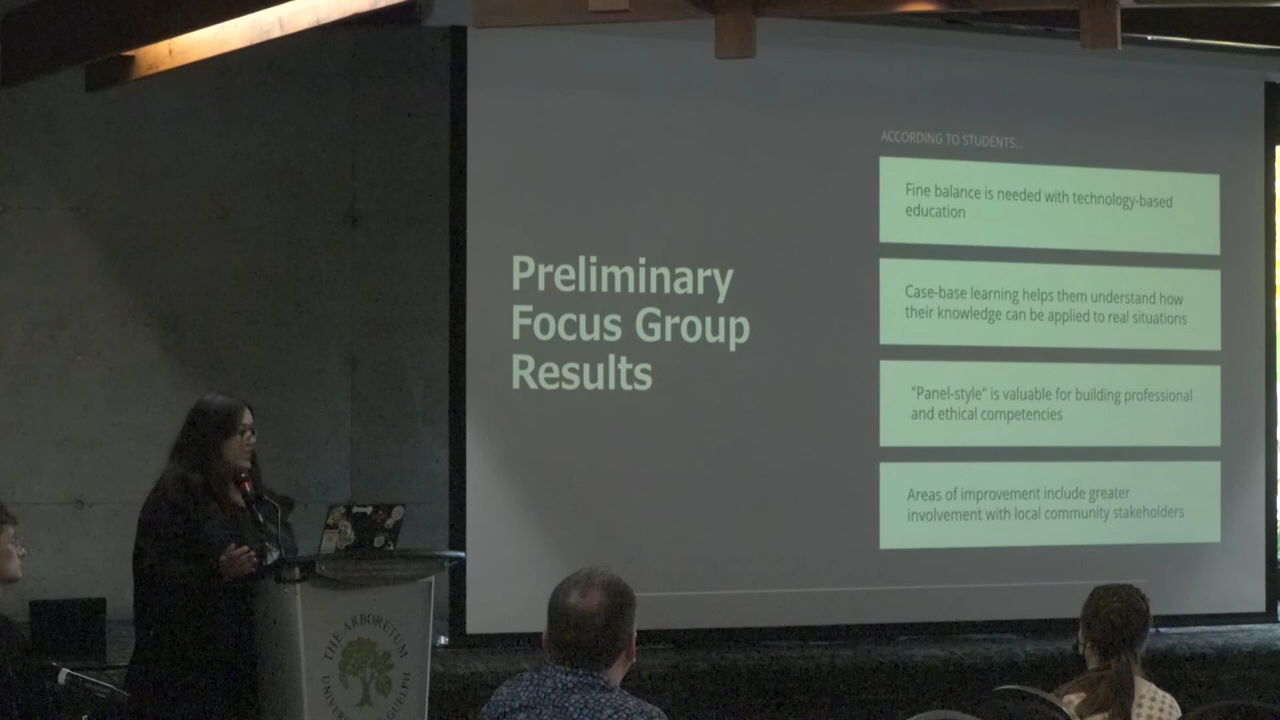 ACCORDING TO STUDENTS...
Fine balance is needed with technology-based
education
Preliminary
Focus Group
Results
Case-base learning helps them understand how
their knowledge can be applied to real situations
"Panel-style" is valuable for building professional
and ethical competencies
Areas of improvement include greater
involvement with local community stakeholders
THE ARBORETUM
GUELPH